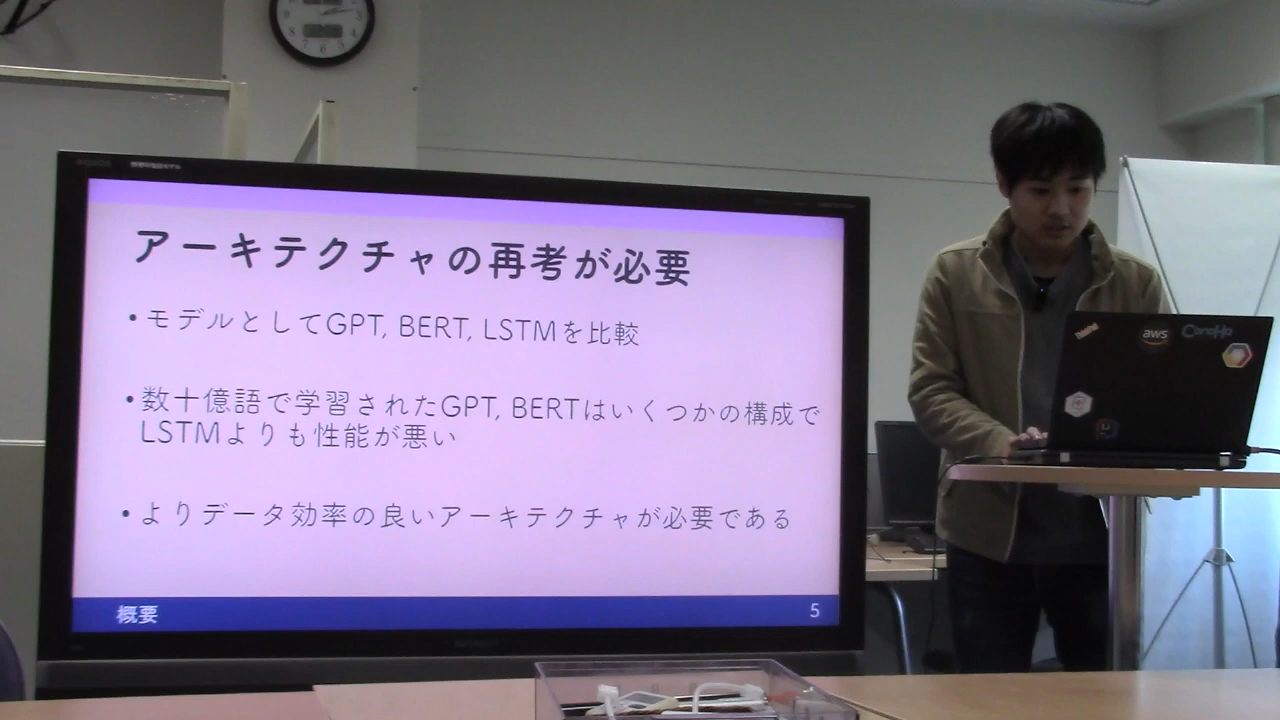 アーキテクチャの再考が必要
• モデルとしてGPT, BERT, LSTMを比較
• 数十億語で学習されたGPT, BERTはいくつかの構成で
LSTMよりも性能が悪い
• よりデータ効率の良いアーキテクチャが必要である
概要
5
aws
ConoHa